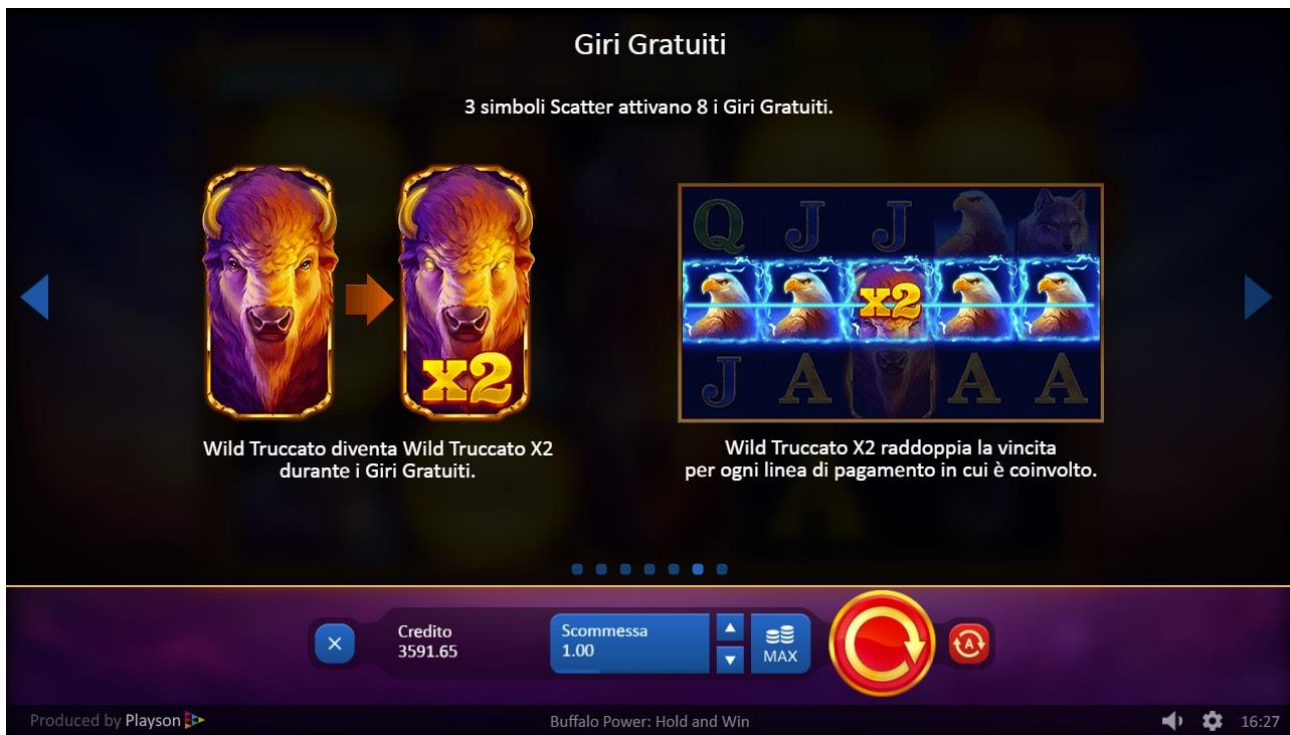 Giri Gratuiti
3 simboli Scatter attivano 8 i Giri Gratuiti.
X2
Q J J
X2
J A A A
Wild Truccato diventa Wild Truccato X2
durante i Giri Gratuiti.
Wild Truccato X2 raddoppia la vincita
per ogni linea di pagamento in cui è coinvolto.
Credito
3591.65
Scommessa
1.00
MAX
A
Produced by Playson
Buffalo Power: Hold and Win
16:27